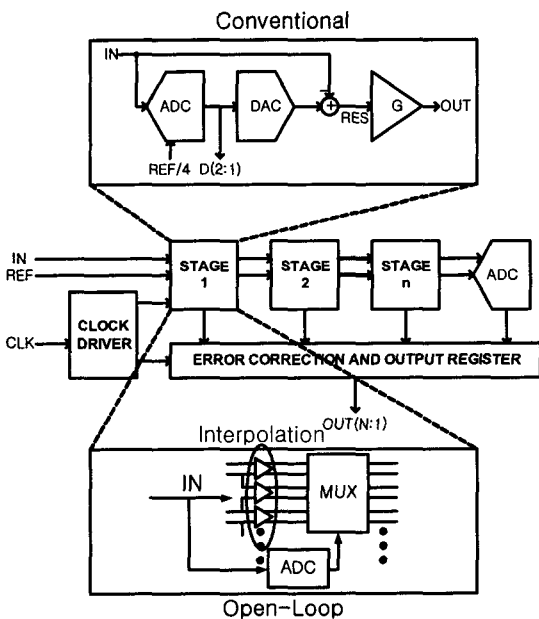 Conventional
IN
ADC
DAC
G
OUT
RES
REF/4 D(2:1)
IN
REF
STAGE
1
STAGE
2
STAGE
n
ADC
CLOCK
DRIVER
CLK
ERROR CORRECTION AND OUTPUT REGISTER
OUT(N:1)
Interpolation
IN
MUX
ADC
Open-Loop